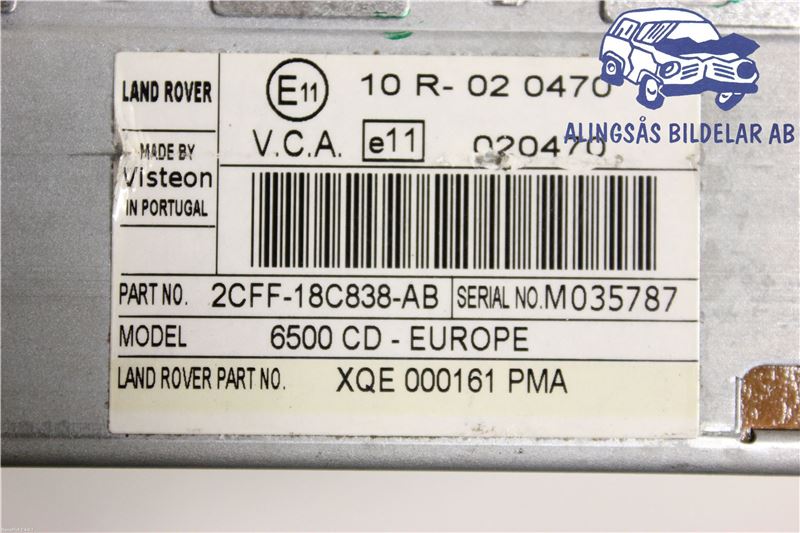 LAND ROVER
E11
10 R- 02 0470
ALINGSÅS BILDELAR AB
MADE BY
Visteon
IN PORTUGAL
V.C.A.
e11
020470
PART NO. 2CFF-18C838-AB
SERIAL NO. M035787
MODEL 6500 CD - EUROPE
LAND ROVER PART NO. XQE 000161 PMA